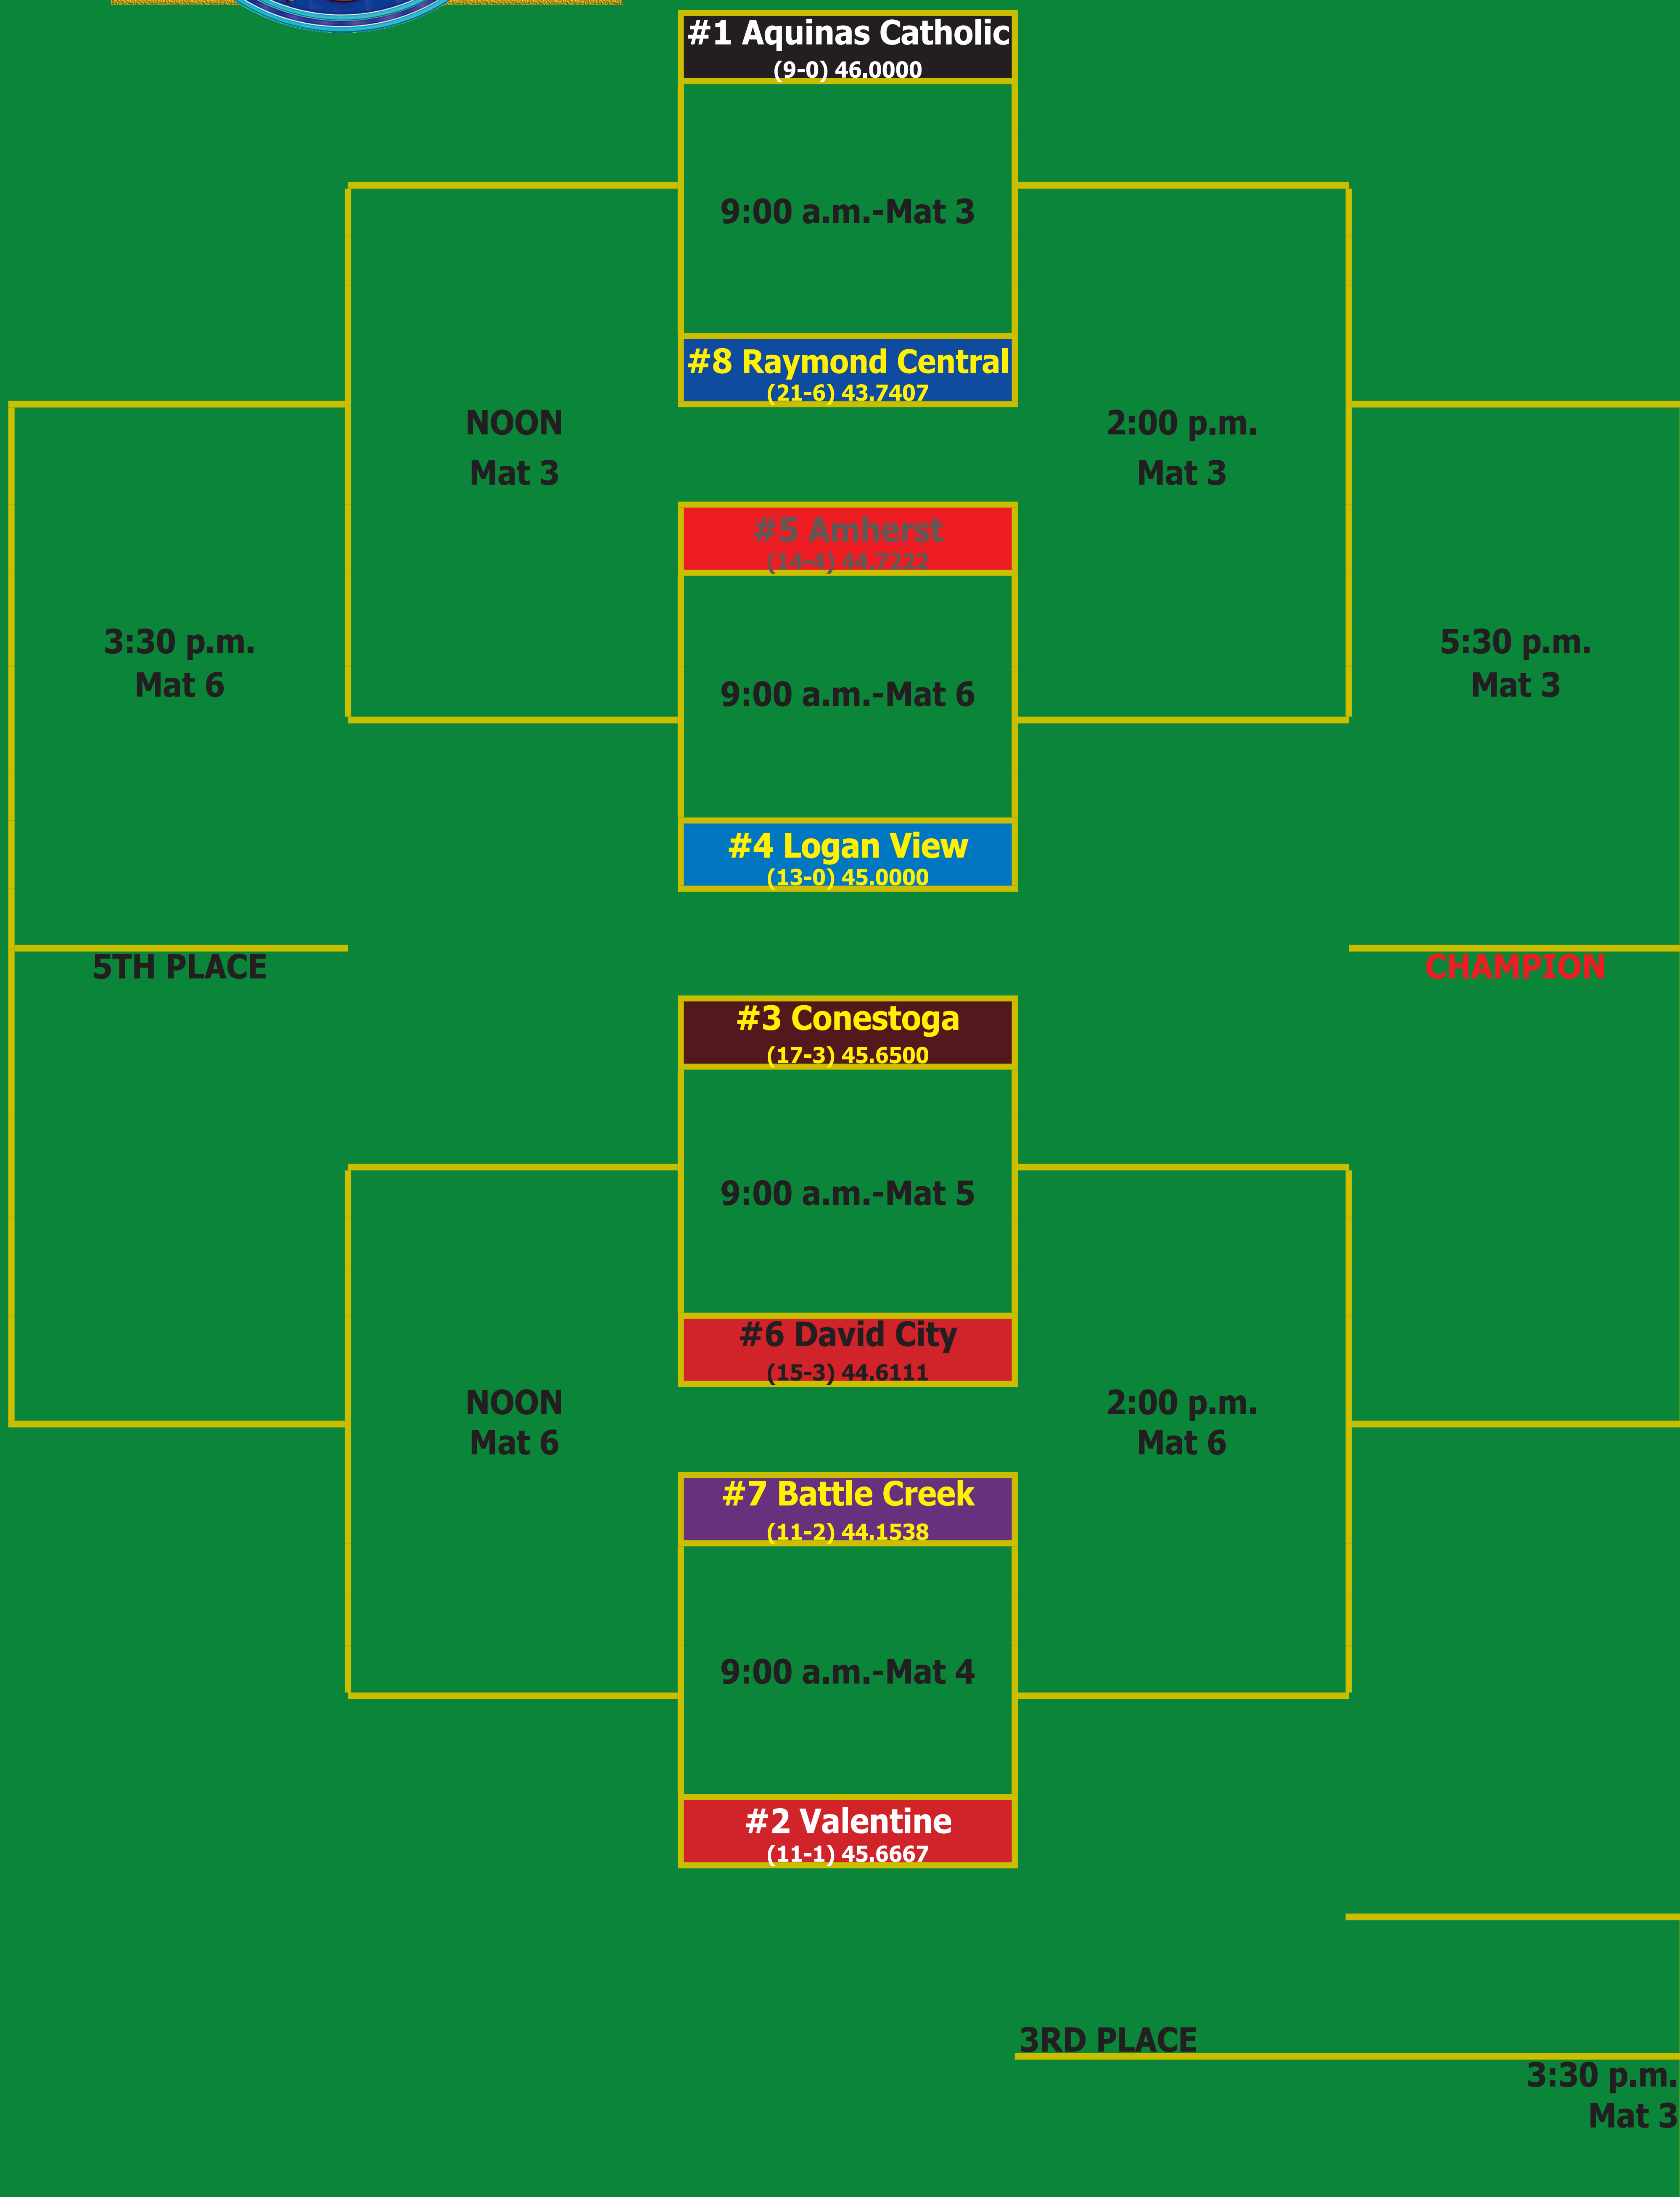 #1 Aquinas Catholic
(9-0) 46.0000
9:00 a.m.-Mat 3
#8 Raymond Central
(21-6) 43.7407
NOON
Mat 3
2:00 p.m.
Mat 3
#5 Amherst
(14-4) 44.7222
3:30 p.m.
Mat 6
9:00 a.m.-Mat 6
5:30 p.m.
Mat 3
#4 Logan View
(13-0) 45.0000
5TH PLACE
CHAMPION
#3 Conestoga
(17-3) 45.6500
9:00 a.m.-Mat 5
#6 David City
(15-3) 44.6111
NOON
Mat 6
2:00 p.m.
Mat 6
#7 Battle Creek
(11-2) 44.1538
9:00 a.m.-Mat 4
#2 Valentine
(11-1) 45.6667
3RD PLACE
3:30 p.m.
Mat 3